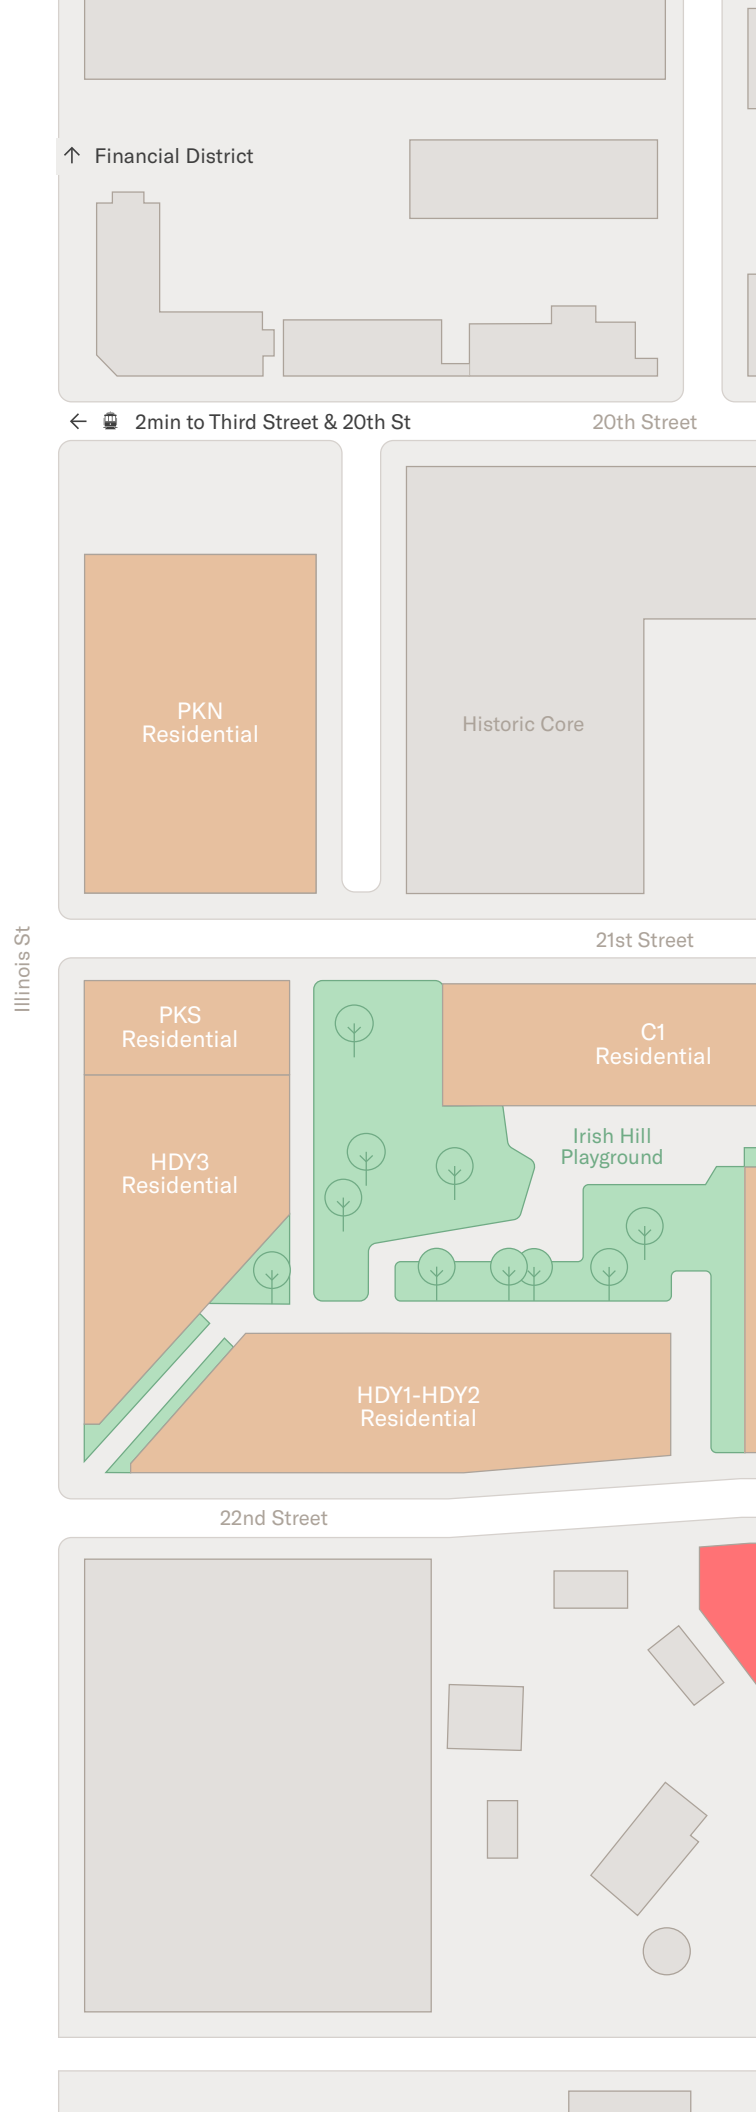 Financial District
2min to Third Street & 20th St
20th Street
PKN
Residential
Historic Core
Illinois St
21st Street
PKS
Residential
C1
Residential
Irish Hill
Playground
HDY3
Residential
HDY1-HDY2
Residential
22nd Street